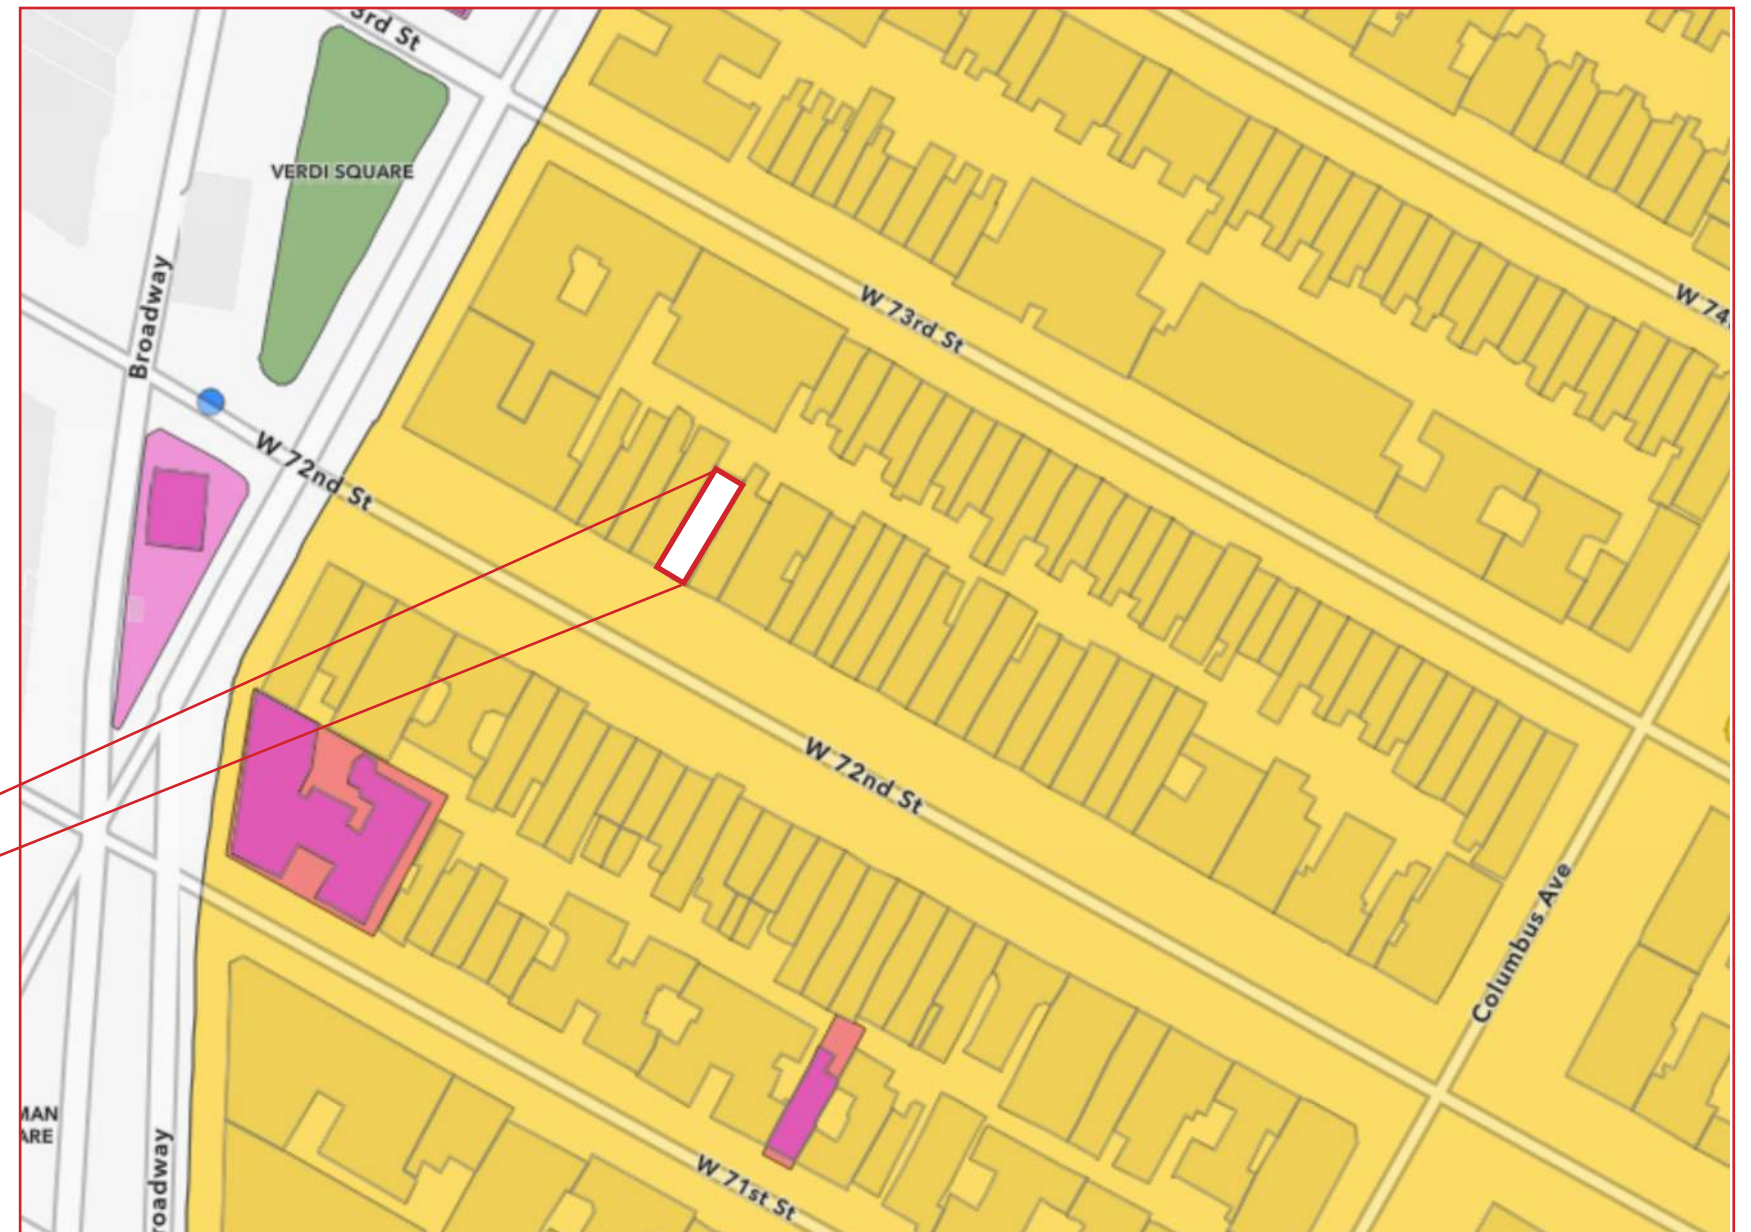 3rd St
VERDI SQUARE
Broadway
W 73rd St
W 74
W 72nd St
W 72nd St
Columbus Ave
MAN
ARE
roadway
W 71st St